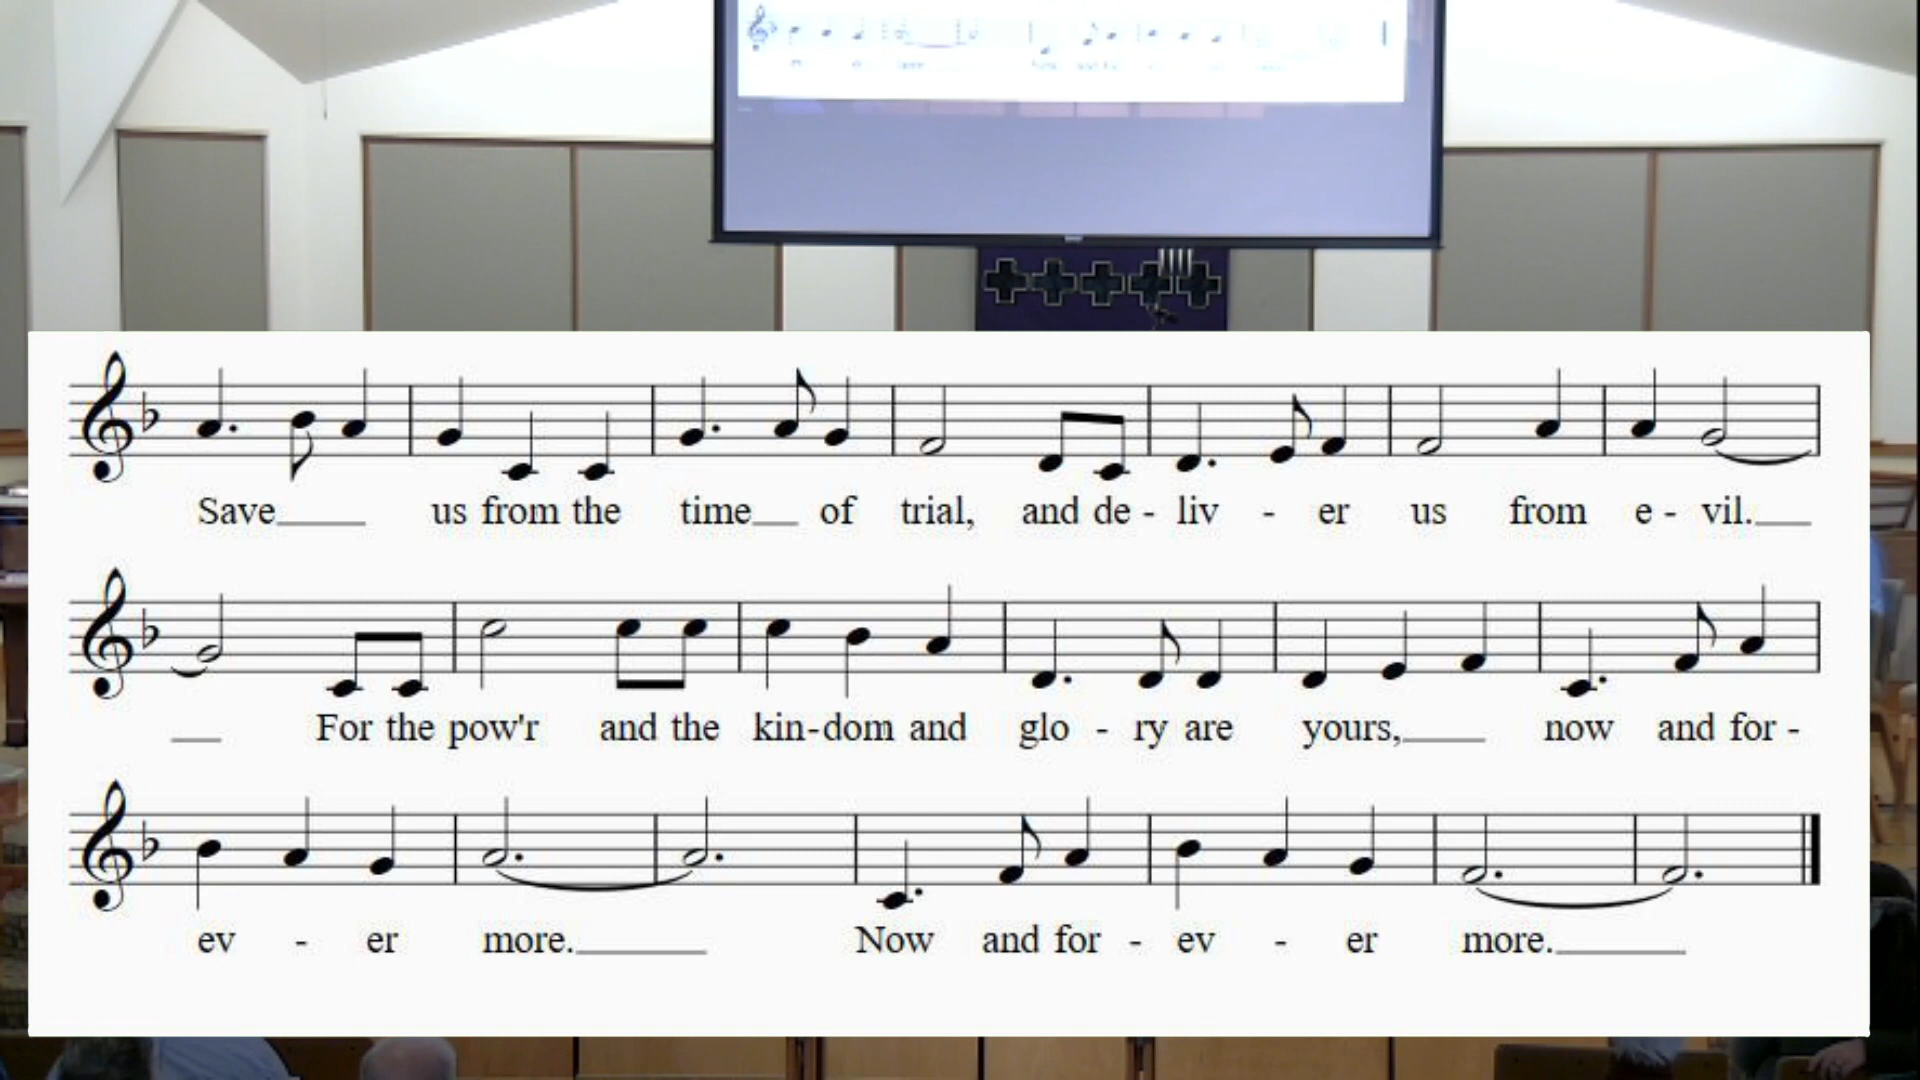 Save us from the time of trial, and de - liv - er us from e - vil.
For the pow'r and the kin-dom and glo - ry are yours, now and for -
ev - er more. Now and for - ev - er more.